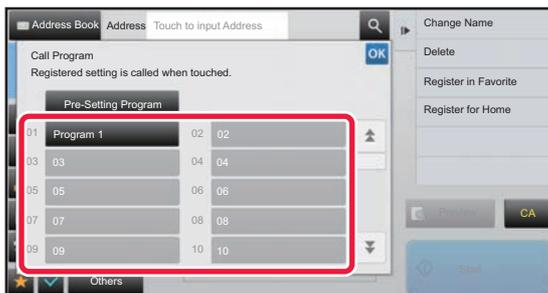 Address Book Address Touch to input Address
Call Program
OK
Registered setting is called when touched.
Pre-Setting Program
01 Program 1 02 02
03 03 04 04
05 05 06 06
07 07 08 08
09 09 10 10
Others
Change Name
Delete
Register in Favorite
Register for Home
Preview CA
Start